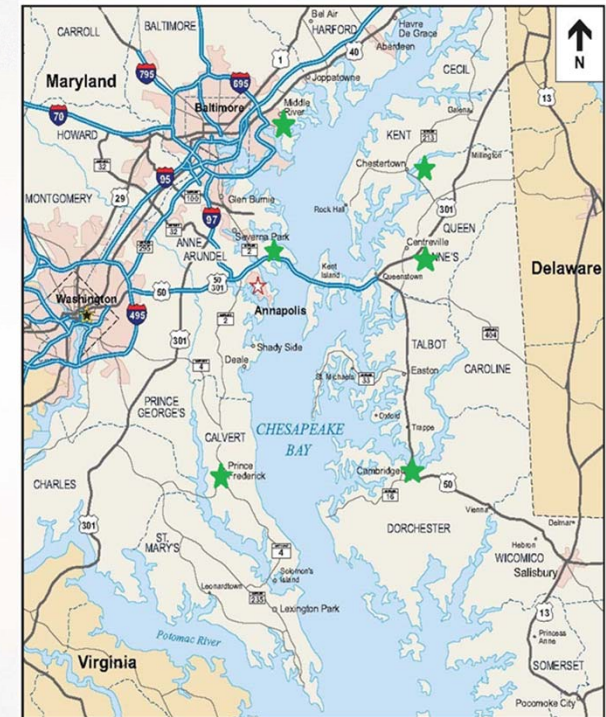 Bel Air
CARROLL
BALTIMORE
HARFORD
Havre
De Grace
Aberdeen
N
1
40
795
695
Joppatowne
CECIL
Maryland
Baltimore
Middle
River
13
70
HOWARD
KENT
Galena
213
32
95
Chestertown
Millington
MONTGOMERY
29
100
Glen Burnie
Rock Hall
301
97
QUEEN
32
Severna Park
ANNE
ARUNDEL
2
Centreville
ANNE'S
Kent
Island
Queenstown
Delaware
50
50
301
Washington
Annapolis
495
2
301
TALBOT
404
Shady Side
Deale
4
St. Michaels
33
Easton
CAROLINE
PRINCE
GEORGE'S
Oxford
Trappe
CALVERT
CHESAPEAKE
BAY
Prince
Frederick
Cambridge
50
CHARLES
16
Vienna
301
DORCHESTER
Delmar
ST.
MARY'S
4
Hebron
WICOMICO
Salisbury
Solomon's
Island
Leonardtown
235
Lexington Park
13
Potomac River
Princess
Anne
Virginia
SOMERSET
Pocomoke City